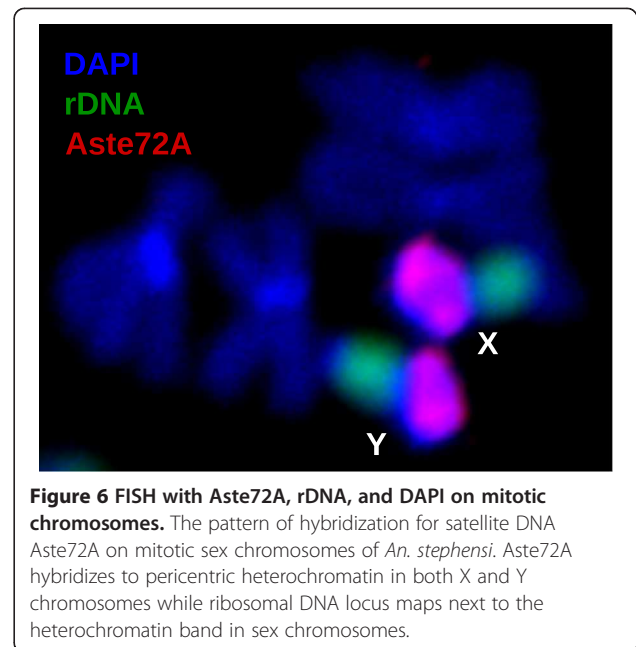 DAPI
rDNA
Aste72A
X
Y
Figure 6 FISH with Aste72A, rDNA, and DAPI on mitotic
chromosomes. The pattern of hybridization for satellite DNA
Aste72A on mitotic sex chromosomes of An. stephensi. Aste72A
hybridizes to pericentric heterochromatin in both X and Y
chromosomes while ribosomal DNA locus maps next to the
heterochromatin band in sex chromosomes.